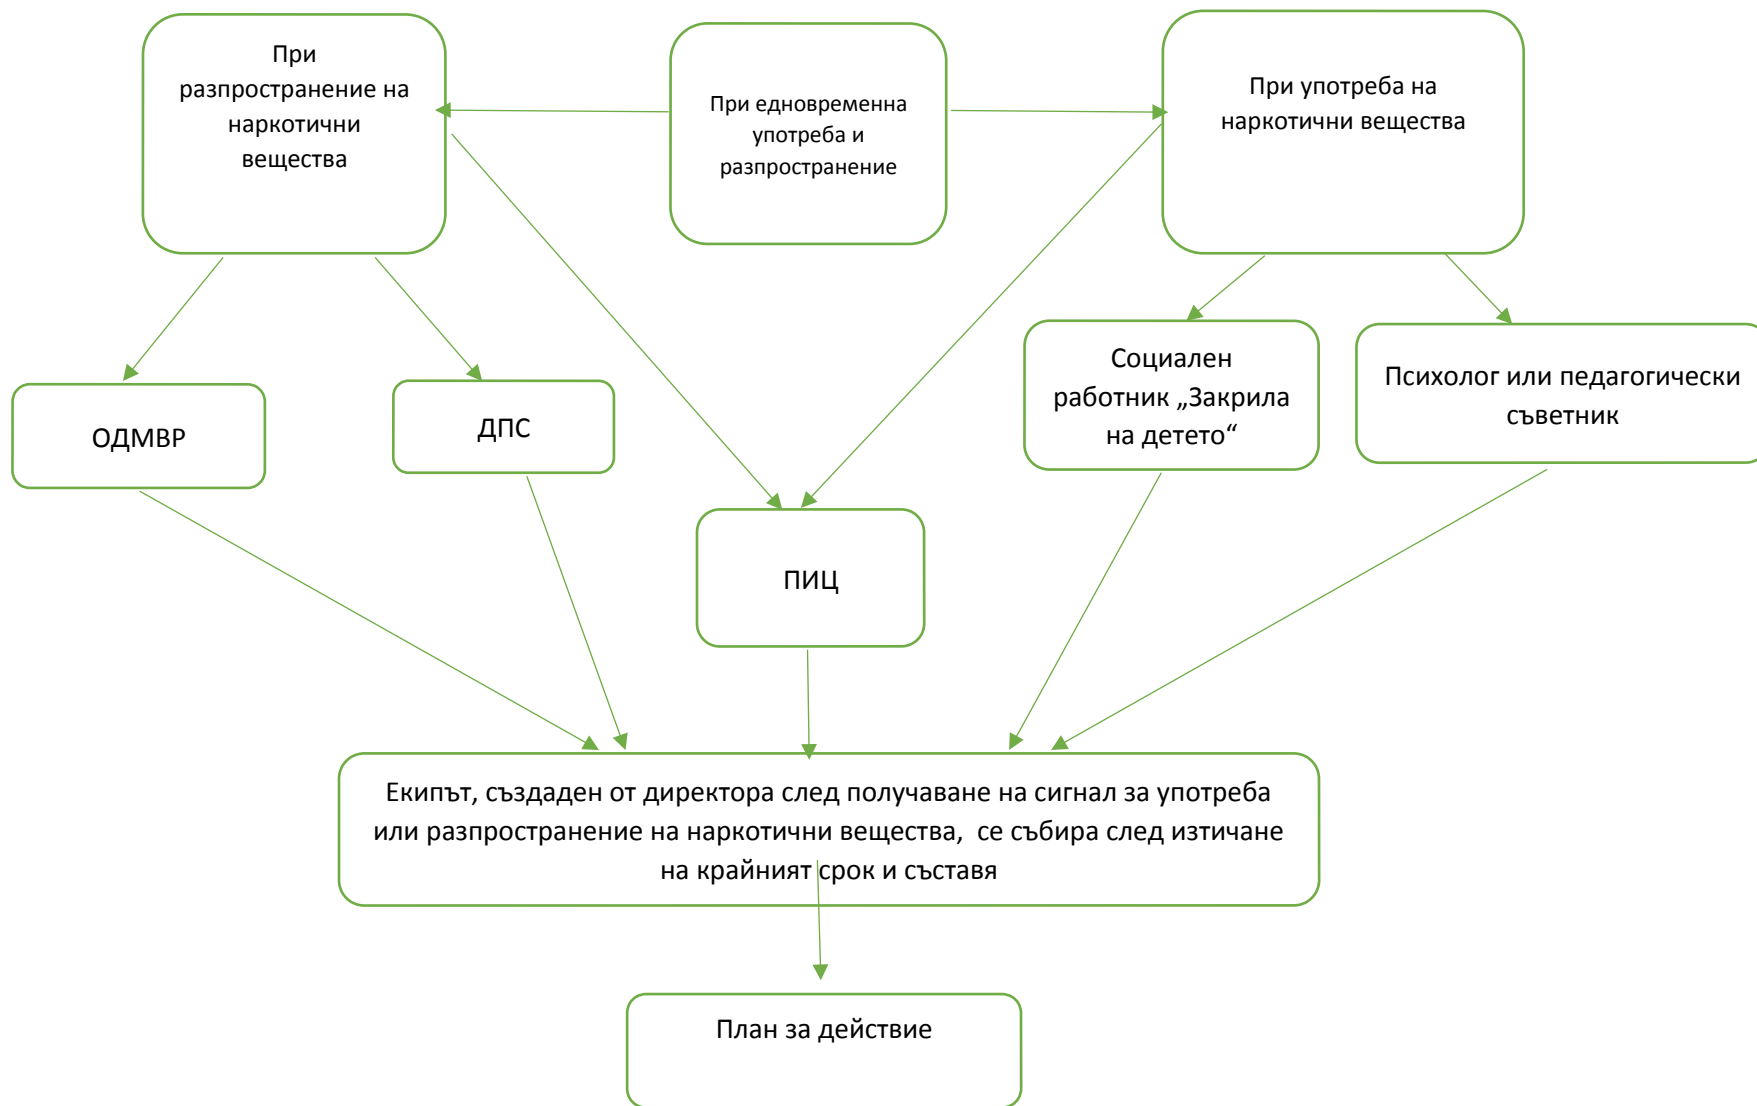 При
разпространение на
наркотични
вещества
При едновременна
употреба и
разпространение
При употреба на
наркотични вещества
ОДМВР
ДПС
Социален
работник „Закрила
на детето“
Психолог или педагогически
съветник
ПИЦ
Екипът, създаден от директора след получаване на сигнал за употреба
или разпространение на наркотични вещества, се събира след изтичане
на крайният срок и съставя
План за действие